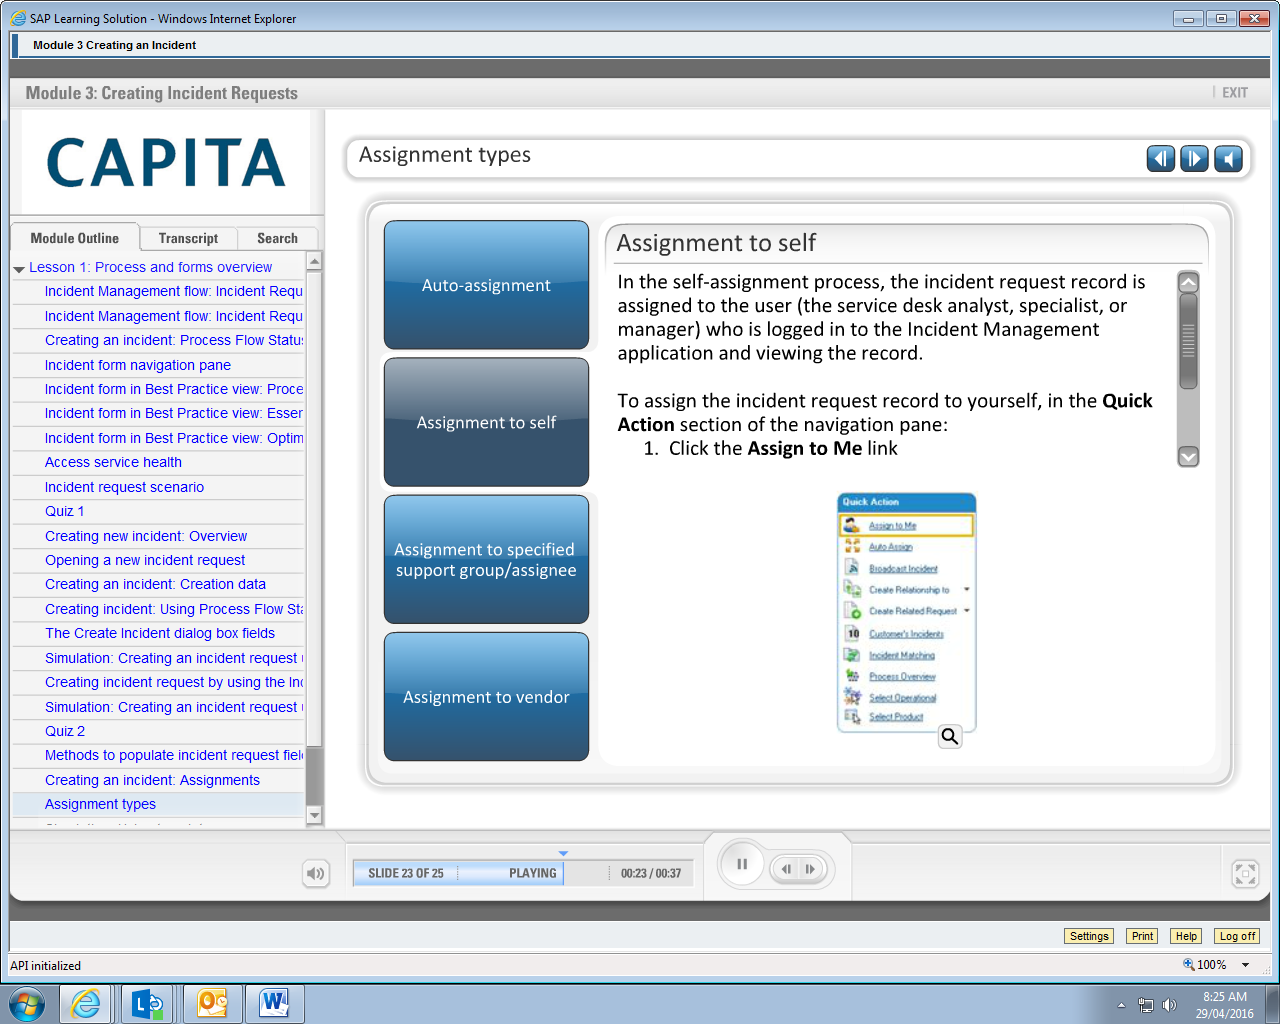 SAP Learning Solution - Windows Internet Explorer
Module 3 Creating an Incident
Module 3: Creating Incident Requests
EXIT
CAPITA
Module Outline
Transcript
Search
Lesson 1: Process and forms overview
Incident Management flow: Incident Requ
Incident Management flow: Incident Requ
Creating an incident: Process Flow Status
Incident form navigation pane
Incident form in Best Practice view: Proce
Incident form in Best Practice view: Essen
Incident form in Best Practice view: Optim
Access service health
Incident request scenario
Quiz 1
Creating new incident: Overview
Opening a new incident request
Creating an incident: Creation data
Creating incident: Using Process Flow Sta
The Create Incident dialog box fields
Simulation: Creating an incident request u
Creating incident request by using the Inc
Simulation: Creating an incident request u
Quiz 2
Methods to populate incident request field
Creating an incident: Assignments
Assignment types
Assignment types
Auto-assignment
Assignment to self
Assignment to specified
support group/assignee
Assignment to vendor
Assignment to self
In the self-assignment process, the incident request record is
assigned to the user (the service desk analyst, specialist, or
manager) who is logged in to the Incident Management
application and viewing the record.
To assign the incident request record to yourself, in the Quick
Action section of the navigation pane:
1. Click the Assign to Me link
Quick Action
Assign to Me
Auto Assign
Broadcast Incident
Create Relationship to
Create Related Request
10 Customer's Incidents
Incident Matching
Process Overview
Select Operational
Select Product
SLIDE 23 OF 25
PLAYING
00:23 / 00:37
Settings
Print
Help
Log off
API initialized
100%
8:25 AM
29/04/2016